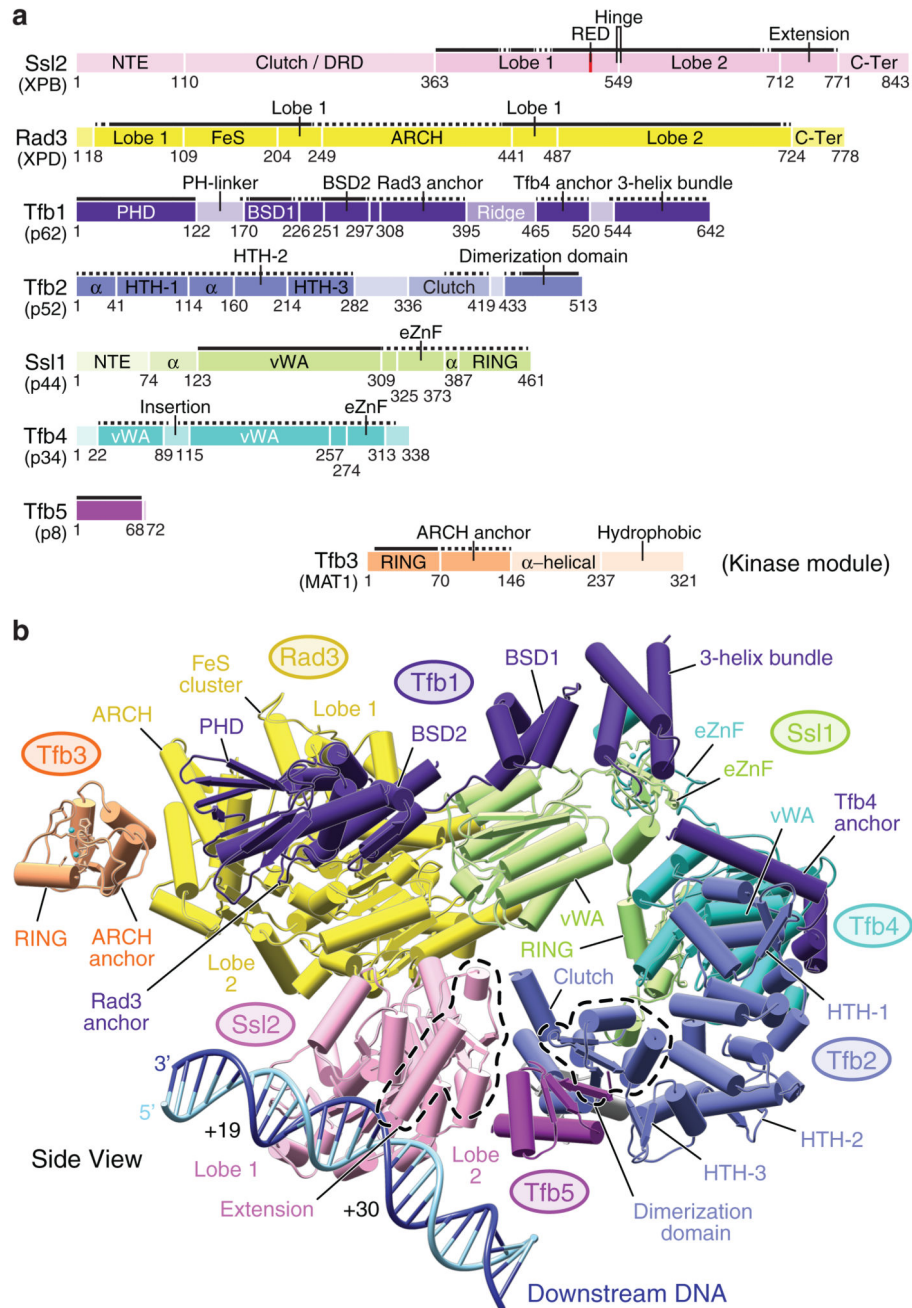 a
Hinge
RED
Extension
Ssl2
(XPB)
NTE
Clutch / DRD
Lobe 1
Lobe 2
C-Ter
1
110
363
549
712
771
843
Lobe 1
Lobe 1
Rad3
(XPD)
Lobe 1
FeS
ARCH
Lobe 2
C-Ter
1 18
109
204
249
441
487
724
778
PH-linker
BSD2
Rad3 anchor
Tfb4 anchor
3-helix bundle
Tfb1
(p62)
PHD
BSD1
Ridge
1
122
170
226
251
297
308
395
465
520
544
642
HTH-2
Dimerization domain
Tfb2
(p52)
α
HTH-1
α
HTH-3
Clutch
1
41
114
160
214
282
336
419
433
513
eZnF
Ssl1
(p44)
NTE
α
vWA
α
RING
1
74
123
309
325
373
387
461
Insertion
eZnF
Tfb4
(p34)
vWA
vWA
1
22
89
115
257
274
313
338
Tfb5
(p8)
1
68
72
ARCH anchor
Hydrophobic
Tfb3
(MAT1)
RING
α−helical
(Kinase module)
1
70
146
237
321
b
Rad3
FeS
cluster
Lobe 1
Tfb1
BSD1
3-helix bundle
ARCH
PHD
BSD2
Ssl1
Tfb3
eZnF
eZnF
vWA
Tfb4
anchor
RING
ARCH
anchor
vWA
RING
Tfb4
Lobe
2
Rad3
anchor
Clutch
HTH-1
Ssl2
Tfb2
3’
5’
+19
HTH-2
Side View
Lobe 1
Lobe
2
HTH-3
Extension
Tfb5
+30
Dimerization
domain
Downstream DNA